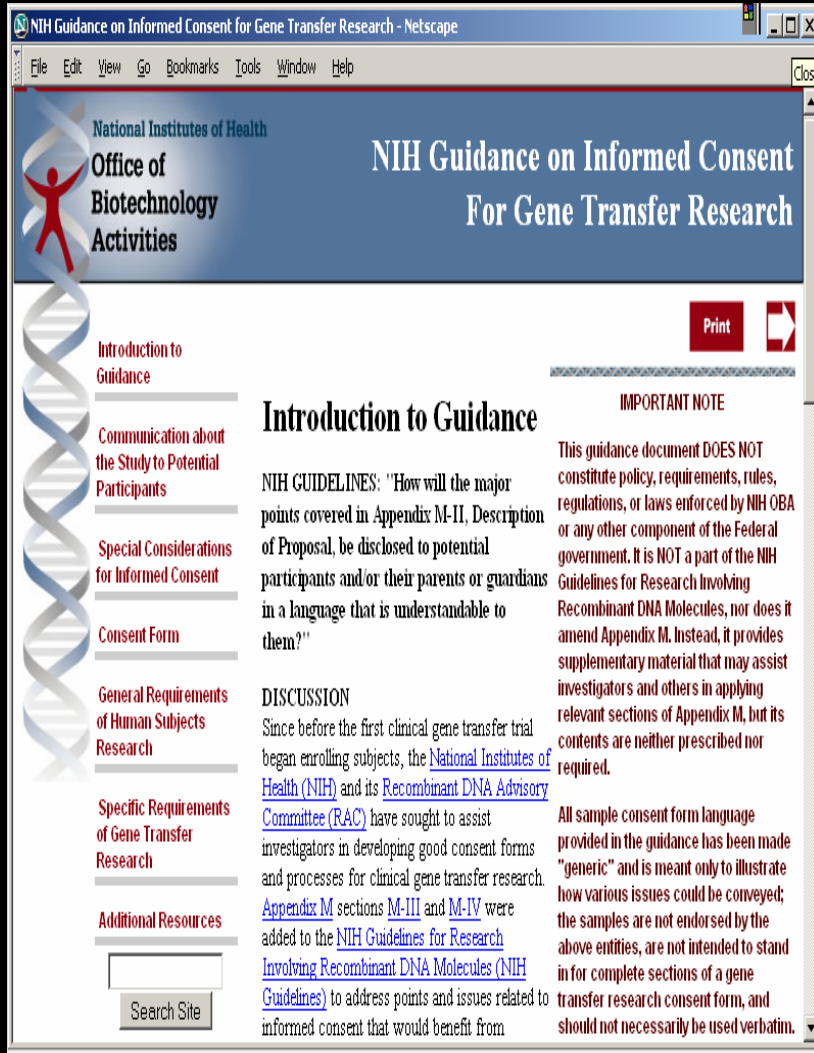 NIH Guidance on Informed Consent for Gene Transfer Research - Netscape
File Edit View Go Bookmarks Tools Window Help
Clos
National Institutes of Health
Office of
Biotechnology
Activities
NIH Guidance on Informed Consent
For Gene Transfer Research
Print
Introduction to
Guidance
Communication about
the Study to Potential
Participants
Special Considerations
for Informed Consent
Consent Form
General Requirements
of Human Subjects
Research
Specific Requirements
of Gene Transfer
Research
Additional Resources
Search Site
Introduction to Guidance
NIH GUIDELINES: "How will the major
points covered in Appendix M-II, Description
of Proposal, be disclosed to potential
participants and/or their parents or guardians
in a language that is understandable to
them?"
DISCUSSION
Since before the first clinical gene transfer trial
began enrolling subjects, the National Institutes of
Health (NIH) and its Recombinant DNA Advisory
Committee (RAC) have sought to assist
investigators in developing good consent forms
and processes for clinical gene transfer research.
Appendix M sections M-III and M-IV were
added to the NIH Guidelines for Research
Involving Recombinant DNA Molecules (NIH
Guidelines) to address points and issues related to
informed consent that would benefit from
IMPORTANT NOTE
This guidance document DOES NOT
constitute policy, requirements, rules,
regulations, or laws enforced by NIH OBA
or any other component of the Federal
government. It is NOT a part of the NIH
Guidelines for Research Involving
Recombinant DNA Molecules, nor does it
amend Appendix M. Instead, it provides
supplementary material that may assist
investigators and others in applying
relevant sections of Appendix M, but its
contents are neither prescribed nor
required.
All sample consent form language
provided in the guidance has been made
"generic" and is meant only to illustrate
how various issues could be conveyed;
the samples are not endorsed by the
above entities, are not intended to stand
in for complete sections of a gene
transfer research consent form, and
should not necessarily be used verbatim.